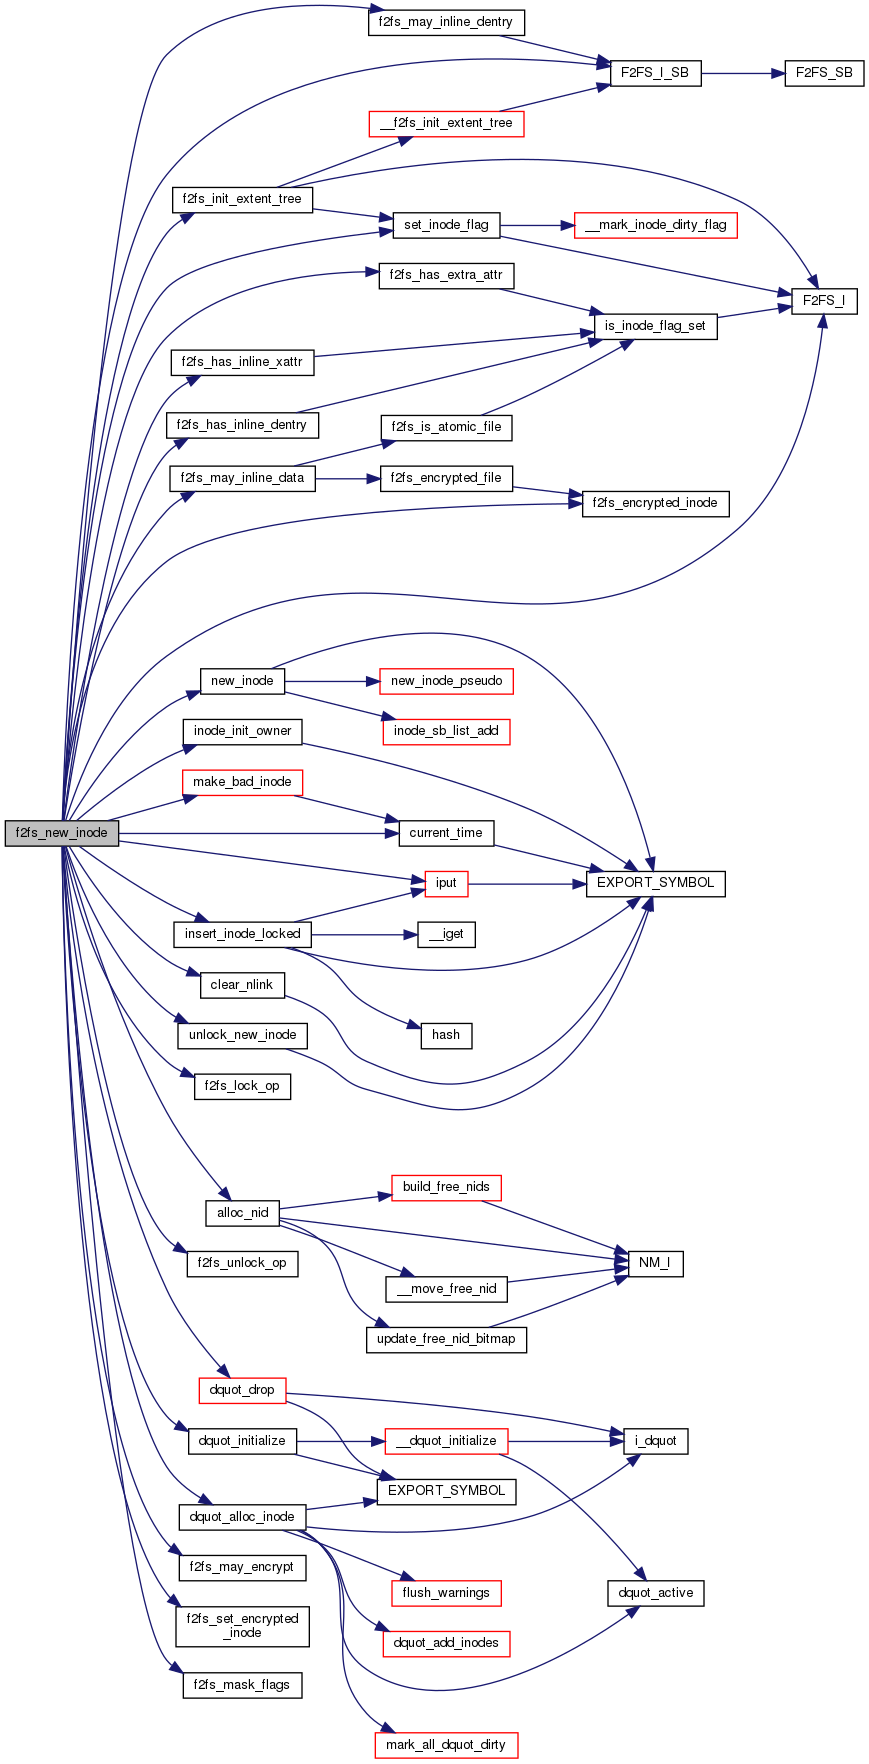 f2fs_may_inline_dentry
F2FS_I_SB
F2FS_SB
__f2fs_init_extent_tree
f2fs_init_extent_tree
set_inode_flag
__mark_inode_dirty_flag
f2fs_has_extra_attr
F2FS_I
is_inode_flag_set
f2fs_has_inline_xattr
f2fs_has_inline_dentry
f2fs_is_atomic_file
f2fs_may_inline_data
f2fs_encrypted_file
f2fs_encrypted_inode
new_inode
new_inode_pseudo
inode_init_owner
inode_sb_list_add
make_bad_inode
f2fs_new_inode
current_time
iput
EXPORT_SYMBOL
insert_inode_locked
__iget
clear_nlink
unlock_new_inode
hash
f2fs_lock_op
build_free_nids
alloc_nid
f2fs_unlock_op
NM_I
__move_free_nid
update_free_nid_bitmap
dquot_drop
dquot_initialize
__dquot_initialize
i_dquot
EXPORT_SYMBOL
dquot_alloc_inode
f2fs_may_encrypt
flush_warnings
dquot_active
f2fs_set_encrypted
_inode
dquot_add_inodes
f2fs_mask_flags
mark_all_dquot_dirty